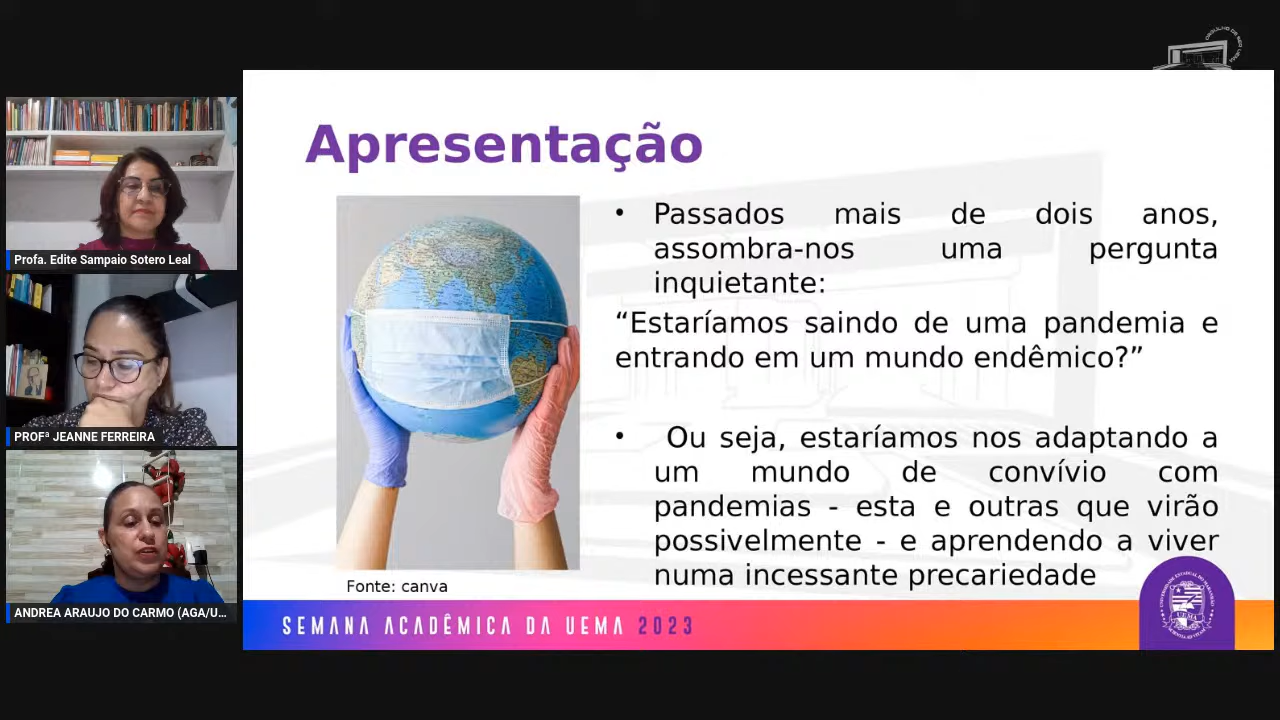 Profa. Edite Sampaio Sotero Leal
PROFª JEANNE FERREIRA
ANDREA ARAUJO DO CARMO (AGA/U...
Apresentação
Fonte: canva
• Passados mais de dois anos,
assombra-nos uma pergunta
inquietante:
“Estaríamos saindo de uma pandemia e
entrando em um mundo endêmico?”
• Ou seja, estaríamos nos adaptando a
um mundo de convívio com
pandemias - esta e outras que virão
possivelmente - e aprendendo a viver
numa incessante precariedade
SEMANA ACADÊMICA DA UEMA 2023
UEMA